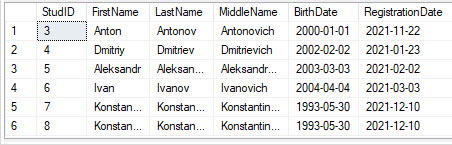 StudID FirstName LastName MiddleName BirthDate RegistrationDate
1 3 Anton Antonov Antonovich 2000-01-01 2021-11-22
2 4 Dmitriy Dmitriev Dmitrievich 2002-02-02 2021-01-23
3 5 Aleksandr Aleksan... Aleksan... 2003-03-03 2021-02-02
4 6 Ivan Ivanov Ivanovich 2004-04-04 2021-03-03
5 7 Konstan... Konstan... Konstantin... 1993-05-30 2021-12-10
6 8 Konstan... Konstan... Konstantin... 1993-05-30 2021-12-10